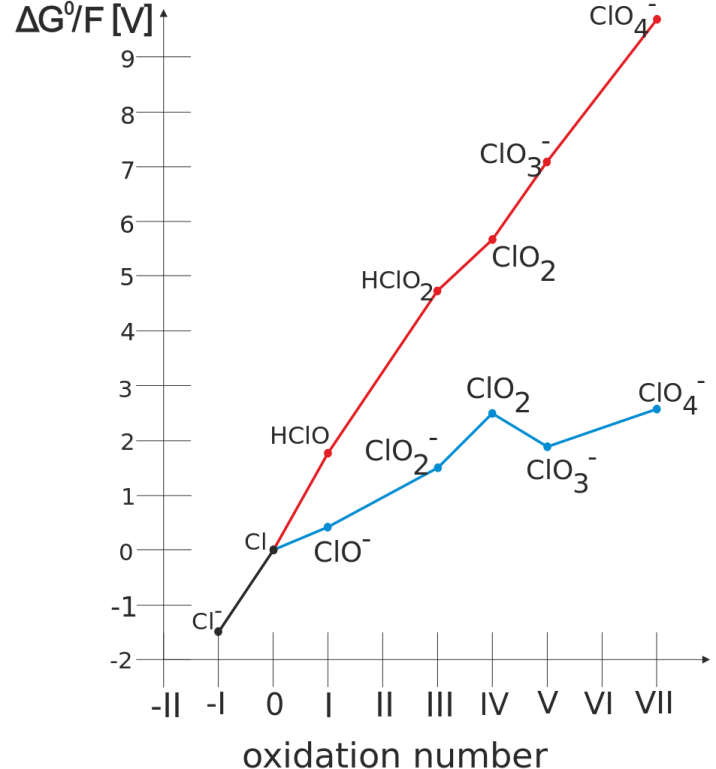 ΔG⁰/F [V]
ClO₄⁻
9
8
ClO₃⁻
7
6
ClO₂
5
HClO₂
4
3
ClO₂
ClO₄⁻
2
HClO
ClO₂⁻
ClO₃⁻
1
Cl
0
ClO⁻
-1
Cl⁻
-2
-II -I 0 I II III IV V VI VII
oxidation number